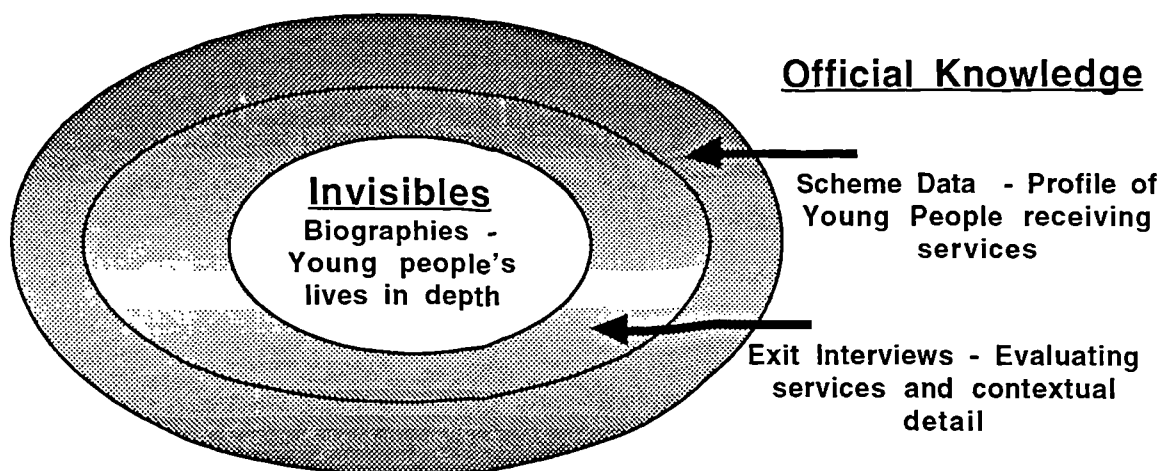 Official Knowledge
Scheme Data - Profile of
Young People receiving
services
Invisibles
Biographies -
Young people's
lives in depth
Exit Interviews - Evaluating
services and contextual
detail